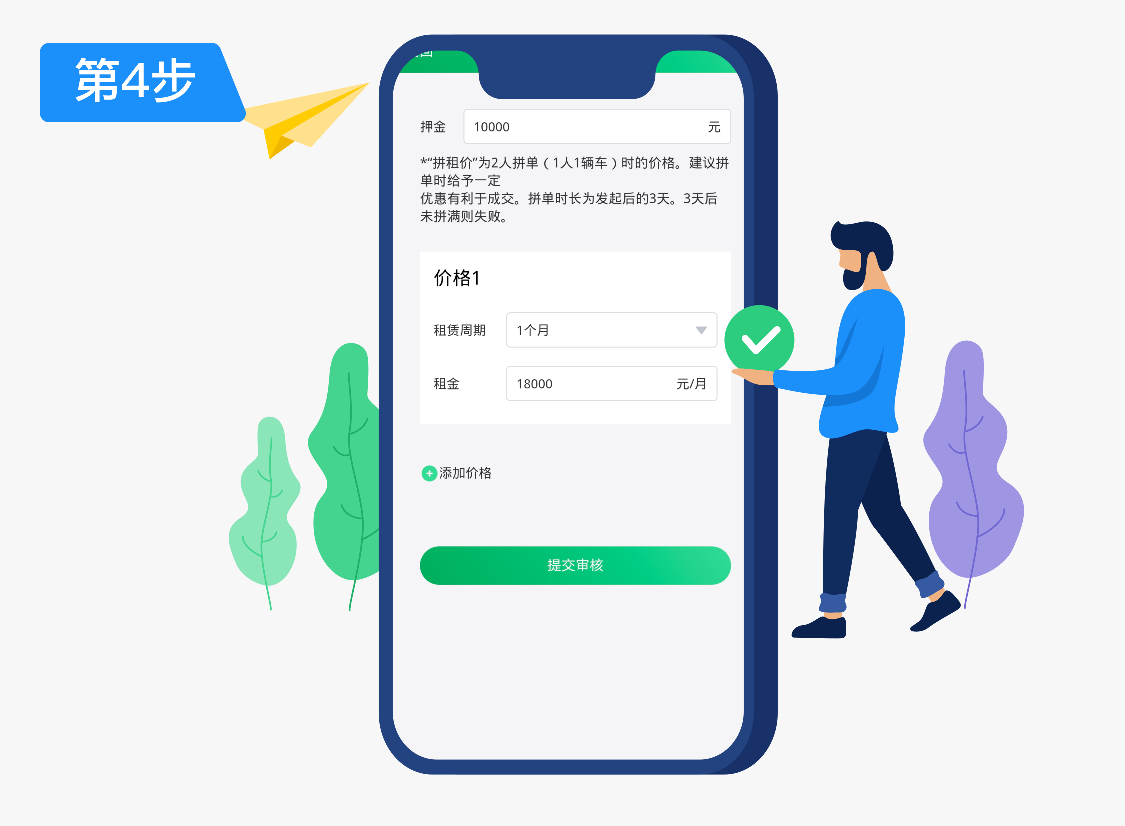 第4步
押金 10000 元
*“拼租价”为2人拼单（1人1辆车）时的价格。建议拼
单时给予一定
优惠有利于成交。拼单时长为发起后的3天。3天后
未拼满则失败。
价格1
租赁周期 1个月
租金 18000 元/月
添加价格
提交审核